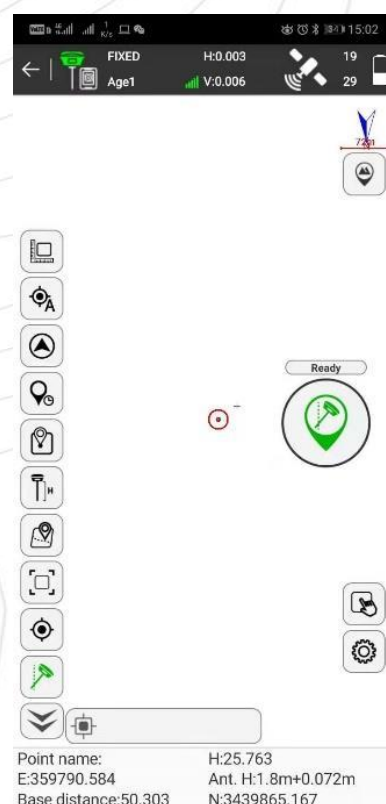 1
K/s
15:02
FIXED H:0.003 19
Age1 V:0.006 29
A
Ready
H
Point name: H:25.763
E:359790.584 Ant. H:1.8m+0.072m
Base distance:50.303 N:3439865.167